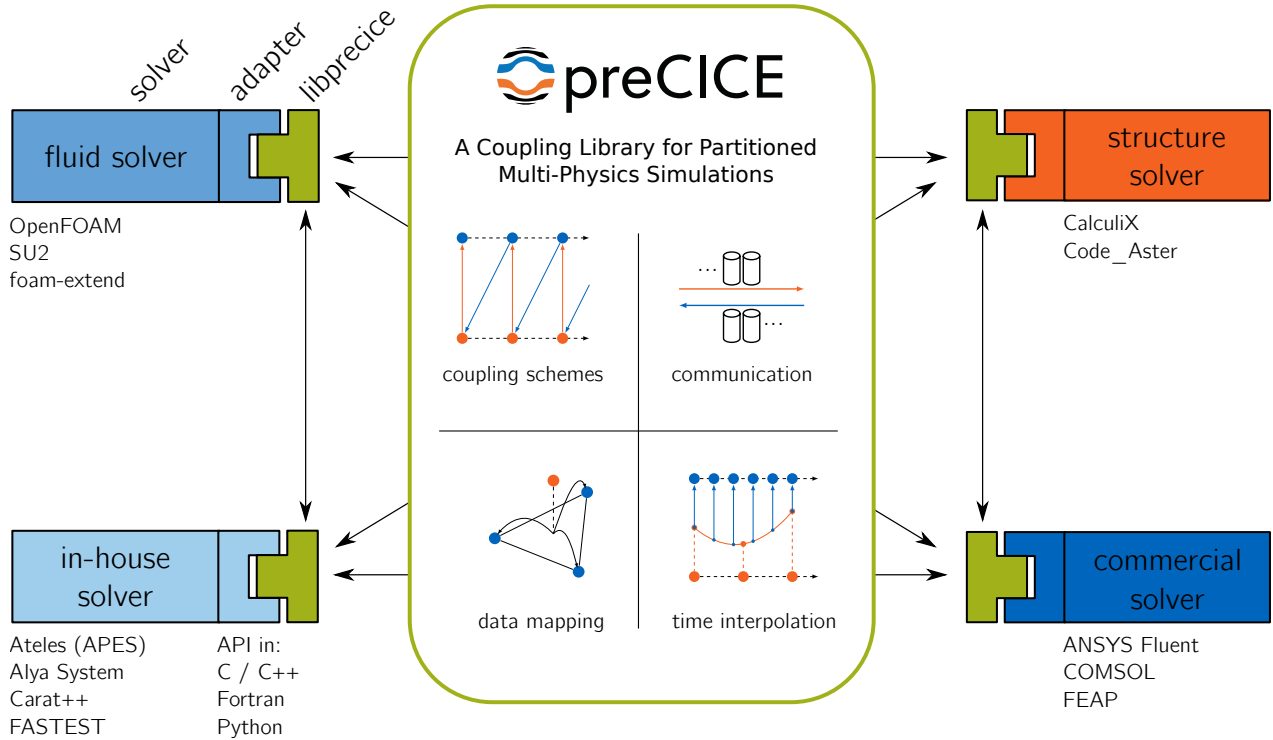 solver
adapter
libprecice
fluid solver
OpenFOAM
SU2
foam-extend
preCICE
A Coupling Library for Partitioned
Multi-Physics Simulations
coupling schemes
communication
data mapping
time interpolation
structure
solver
CalculiX
Code_Aster
in-house
solver
Ateles (APES)
Alya System
Carat++
FASTEST
API in:
C / C++
Fortran
Python
commercial
solver
ANSYS Fluent
COMSOL
FEAP